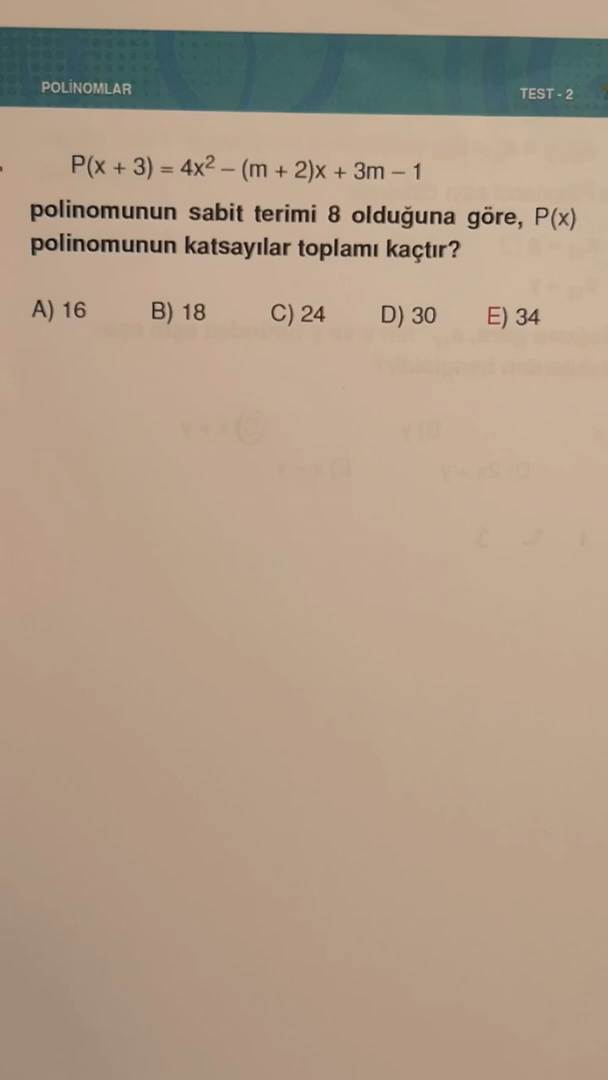 POLİNOMLAR
TEST - 2
P(x + 3) = 4x² – (m + 2)x + 3m – 1
polinomunun sabit terimi 8 olduğuna göre, P(x)
polinomunun katsayılar toplamı kaçtır?
A) 16 B) 18 C) 24 D) 30 E) 34